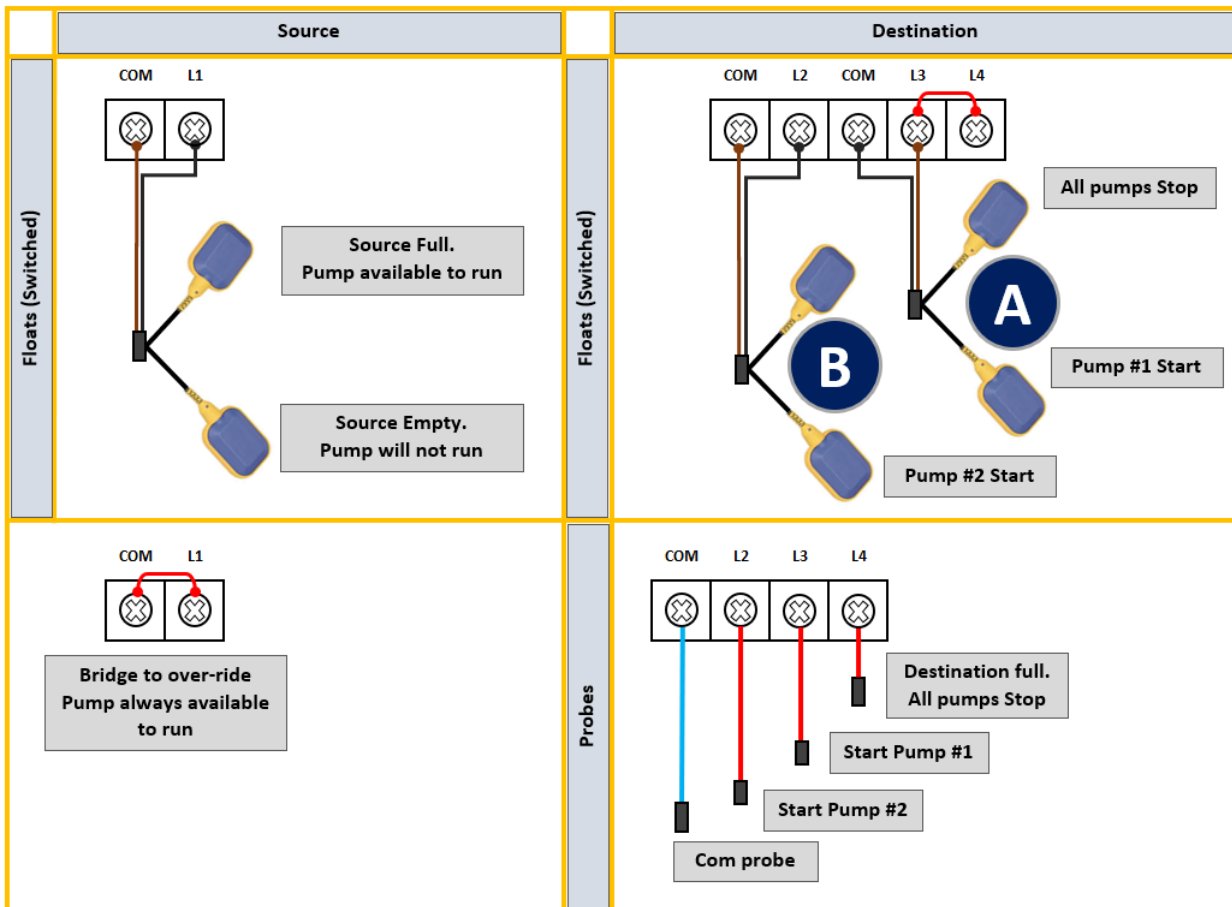 Source
Destination
Floats (Switched)
COM L1
Source Full.
Pump available to run
Source Empty.
Pump will not run
Floats (Switched)
COM L2 COM L3 L4
All pumps Stop
A
Pump #1 Start
B
Pump #2 Start
COM L1
Bridge to over-ride
Pump always available
to run
Probes
COM L2 L3 L4
Destination full.
All pumps Stop
Start Pump #1
Start Pump #2
Com probe